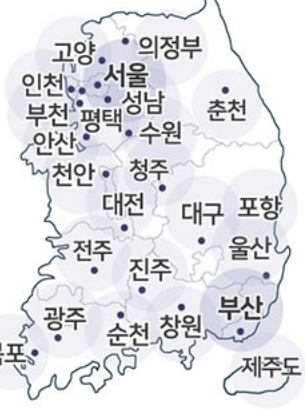 고양
의정부
인천
서울
부천
평택
성남
안산
수원
춘천
천안
청주
대전
대구
포항
전주
진주
울산
광주
순천
창원
부산
목포
제주도